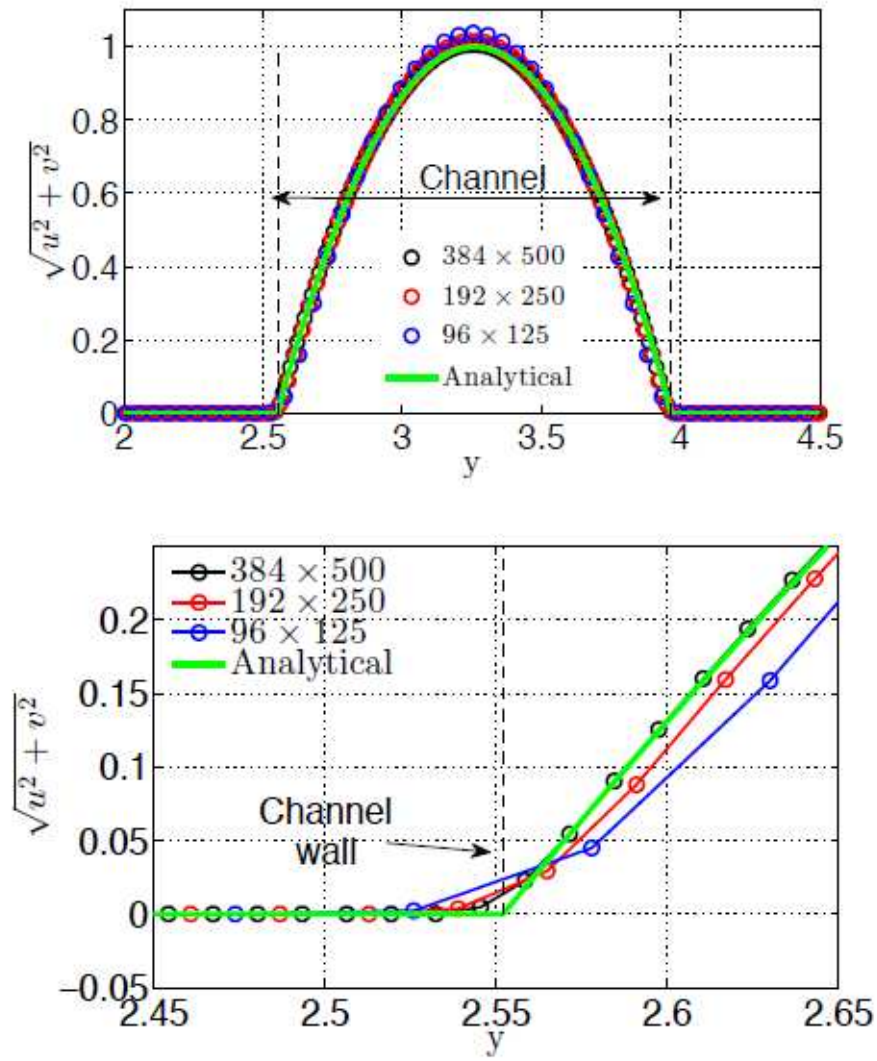 1
0.8
0.6
0.4
0.2
0
√(u² + v²)
Channel
384 × 500
192 × 250
96 × 125
Analytical
2
2.5
3
3.5
4
4.5
y
384 × 500
192 × 250
96 × 125
Analytical
0.2
0.15
0.1
0.05
0
−0.05
√(u² + v²)
Channel
wall
2.45
2.5
2.55
2.6
2.65
y